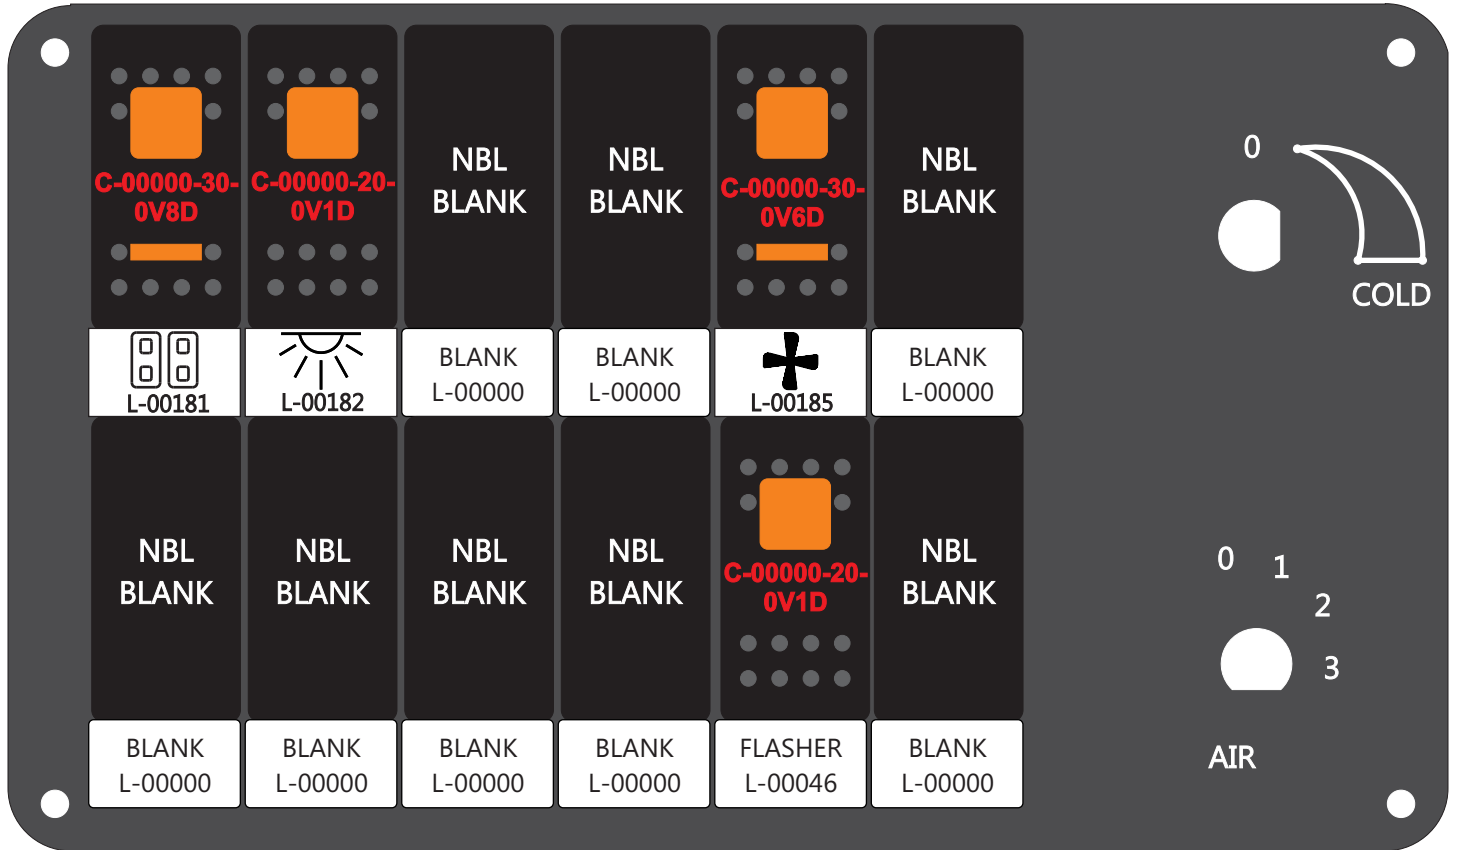 C-00000-30-
0V8D
C-00000-20-
0V1D
NBL
BLANK
NBL
BLANK
C-00000-30-
0V6D
NBL
BLANK
L-00181
L-00182
BLANK
L-00000
BLANK
L-00000
L-00185
BLANK
L-00000
NBL
BLANK
NBL
BLANK
NBL
BLANK
NBL
BLANK
C-00000-20-
0V1D
NBL
BLANK
BLANK
L-00000
BLANK
L-00000
BLANK
L-00000
BLANK
L-00000
FLASHER
L-00046
BLANK
L-00000
0
COLD
0
1
2
3
AIR